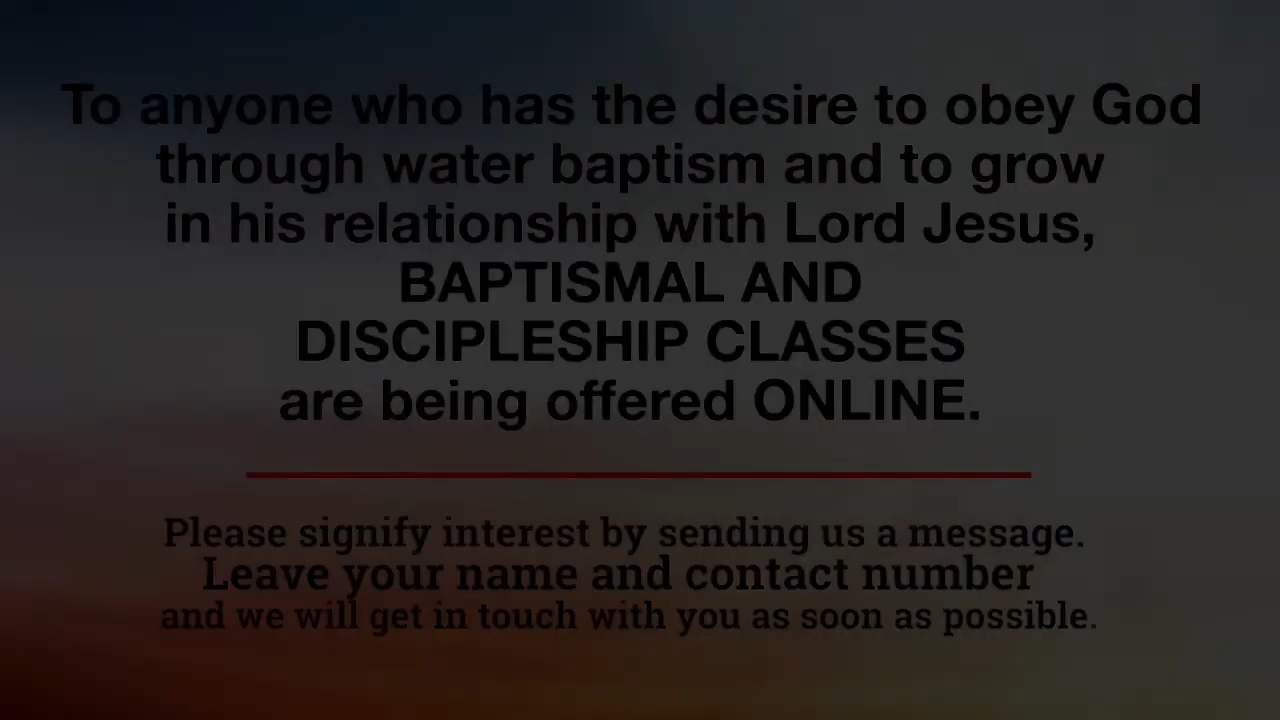 To anyone who has the desire to obey God
through water baptism and to grow
in his relationship with Lord Jesus,
BAPTISMAL AND
DISCIPLESHIP CLASSES
are being offered ONLINE.
Please signify interest by sending us a message.
Leave your name and contact number
and we will get in touch with you as soon as possible.